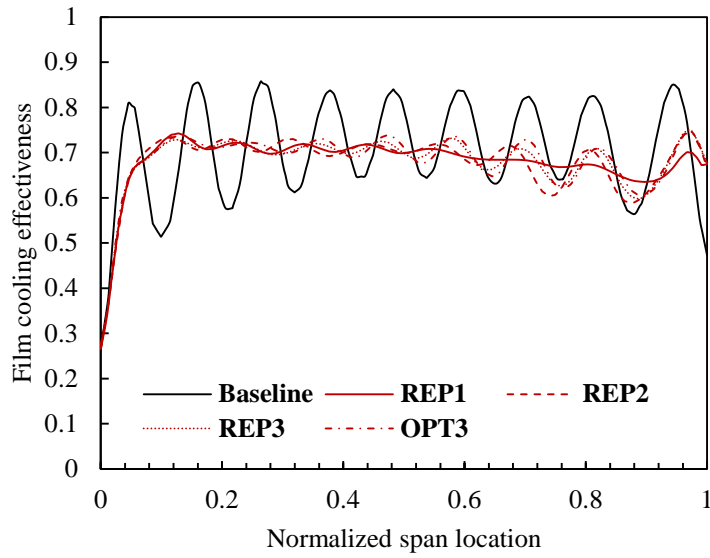 Film cooling effectiveness
1
0.9
0.8
0.7
0.6
0.5
0.4
0.3
0.2
0.1
0
Baseline REP1 REP2
REP3 OPT3
0 0.2 0.4 0.6 0.8 1
Normalized span location